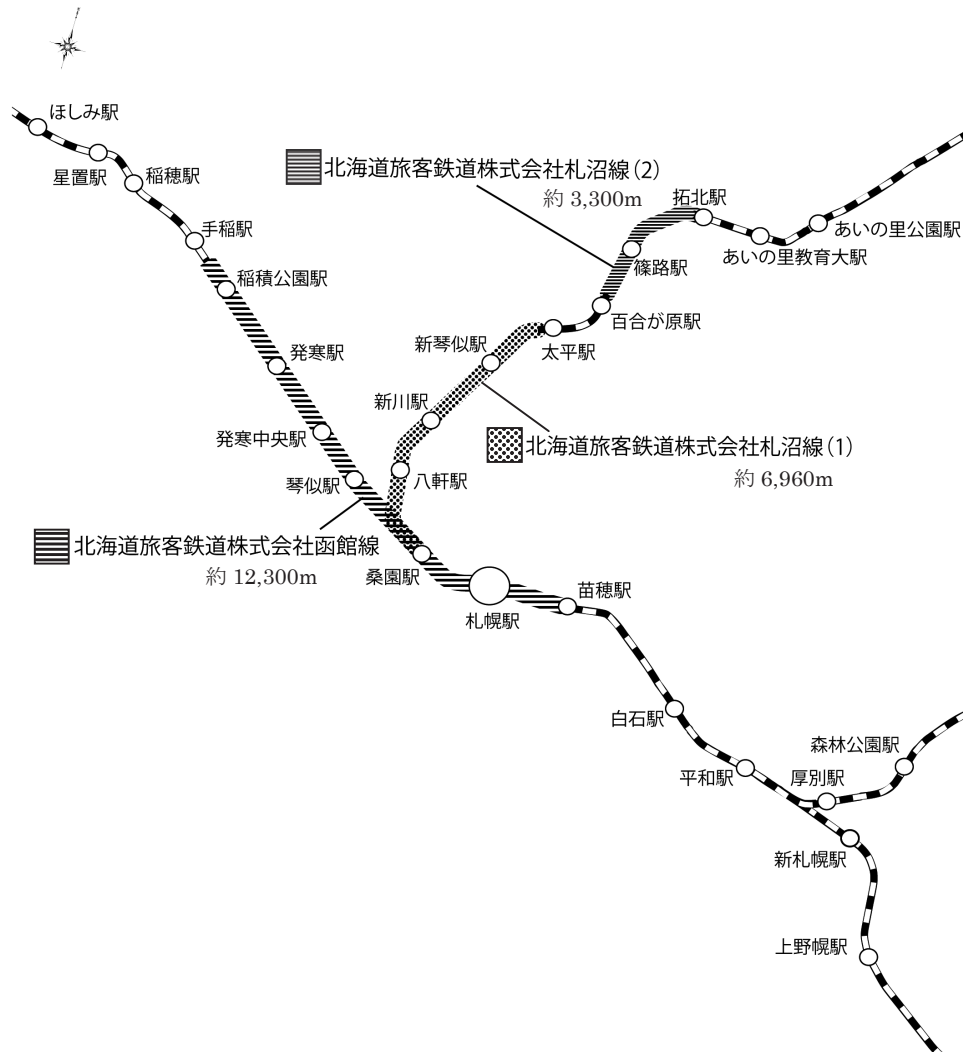 ほしみ駅
星置駅
稲穂駅
手稲駅
稲積公園駅
発寒駅
発寒中央駅
琴似駅
北海道旅客鉄道株式会社札沼線(2)
約 3,300m
拓北駅
あいの里公園駅
あいの里教育大駅
篠路駅
百合が原駅
太平駅
新琴似駅
新川駅
北海道旅客鉄道株式会社札沼線(1)
約 6,960m
八軒駅
北海道旅客鉄道株式会社函館線
約 12,300m
桑園駅
札幌駅
苗穂駅
白石駅
平和駅
森林公園駅
厚別駅
新札幌駅
上野幌駅